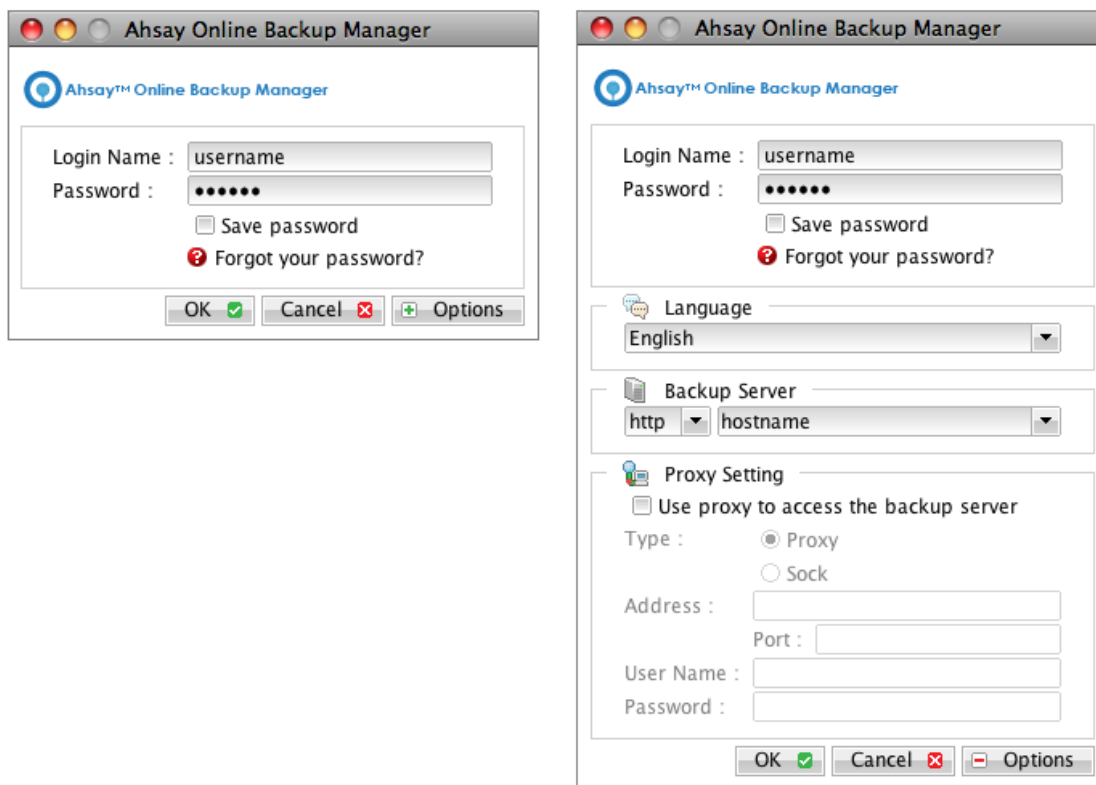 Ahsay Online Backup Manager
Ahsay™ Online Backup Manager
Login Name : username
Password : ••••••
Save password
Forgot your password?
OK Cancel Options
Ahsay Online Backup Manager
Ahsay™ Online Backup Manager
Login Name : username
Password : ••••••
Save password
Forgot your password?
Language
English
Backup Server
http hostname
Proxy Setting
Use proxy to access the backup server
Type : Proxy
Sock
Address :
Port :
User Name :
Password :
OK Cancel Options